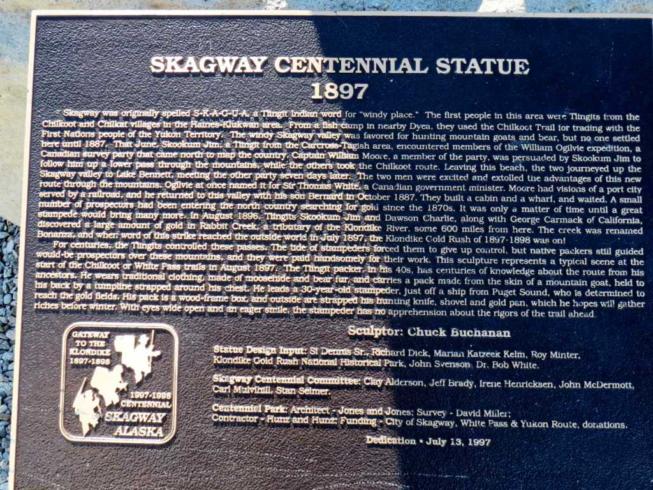 SKAGWAY CENTENNIAL STATUE
1897
Skagway was originally spelled S-K-A-G-U-A, a Tlingit Indian word for "windy place." The first people in this area were Tlingits from the
Chilkoot and Chilkat villages in the Haines-Klukwan area. From a fish camp in nearby Dyea, they used the Chilkoot Trail for trading with the
First Nations people of the Yukon Territory. The windy Skagway valley was favored for hunting mountain goats and bear, but no one settled
here until 1887. That June, Skookum Jim, a Tlingit from the Carcross-Tagish area, encountered members of the William Ogilvie expedition, a
Canadian survey party that came north to map the country. Captain William Moore, a member of the party, was persuaded by Skookum Jim to
follow him up a lower pass through the mountains, while the others took the Chilkoot route. Leaving this beach, the two journeyed up the
Skagway valley to Lake Bennett, meeting the other party seven days later. The two men were excited and extolled the advantages of this new
route through the mountains. Ogilvie at once named it for Sir Thomas White, a Canadian government minister. Moore had visions of a port city
served by a railroad, and he returned to this valley with his son Bernard in October 1887. They built a cabin and a wharf, and waited. A small
number of prospectors had been entering the north country searching for gold since the 1870s. It was only a matter of time until a great
stampede would bring many more. In August 1896, Tlingits Skookum Jim and Dawson Charlie, along with George Carmack of California,
discovered a large amount of gold in Rabbit Creek, a tributary of the Klondike River, some 600 miles from here. The creek was renamed
Bonanza, and when word of this strike reached the outside world in July 1897, the Klondike Gold Rush of 1897-1898 was on!
For centuries, the Tlingits controlled these passes. The tide of stampeders forced them to give up control, but native packers still guided
would-be prospectors over these mountains, and they were paid handsomely for their work. This sculpture represents a typical scene at the
start of the Chilkoot or White Pass trails in August 1897. The Tlingit packer, in his 40s, has centuries of knowledge about the route from his
ancestors. He wears traditional clothing, made of moosehide and bear fur, and carries a pack made from the skin of a mountain goat, held to
his back by a tumpline strapped around his chest. He leads a 30-year-old stampeder, just off a ship from Puget Sound, who is determined to
reach the gold fields. His pack is a wood-frame box, and outside are strapped his hunting knife, shovel and gold pan, which he hopes will gather
riches before winter. With eyes wide open and an eager smile, the stampeder has no apprehension about the rigors of the trail ahead.
Sculptor: Chuck Buchanan
GATEWAY
TO THE
KLONDIKE
1897-1998
1997-1998
CENTENNIAL
SKAGWAY
ALASKA
Statue Design Input: Si Dennis Sr., Richard Dick, Marian Katzeek Kelm, Roy Minter,
Klondike Gold Rush National Historical Park, John Svenson, Dr. Bob White.
Skagway Centennial Committee: Clay Alderson, Jeff Brady, Irene Henricksen, John McDermott,
Carl Mulvihill, Stan Selmer.
Centennial Park: Architect - Jones and Jones; Survey - David Miller;
Contractor - Hunz and Hunz; Funding - City of Skagway, White Pass & Yukon Route, donations.
Dedication • July 13, 1997